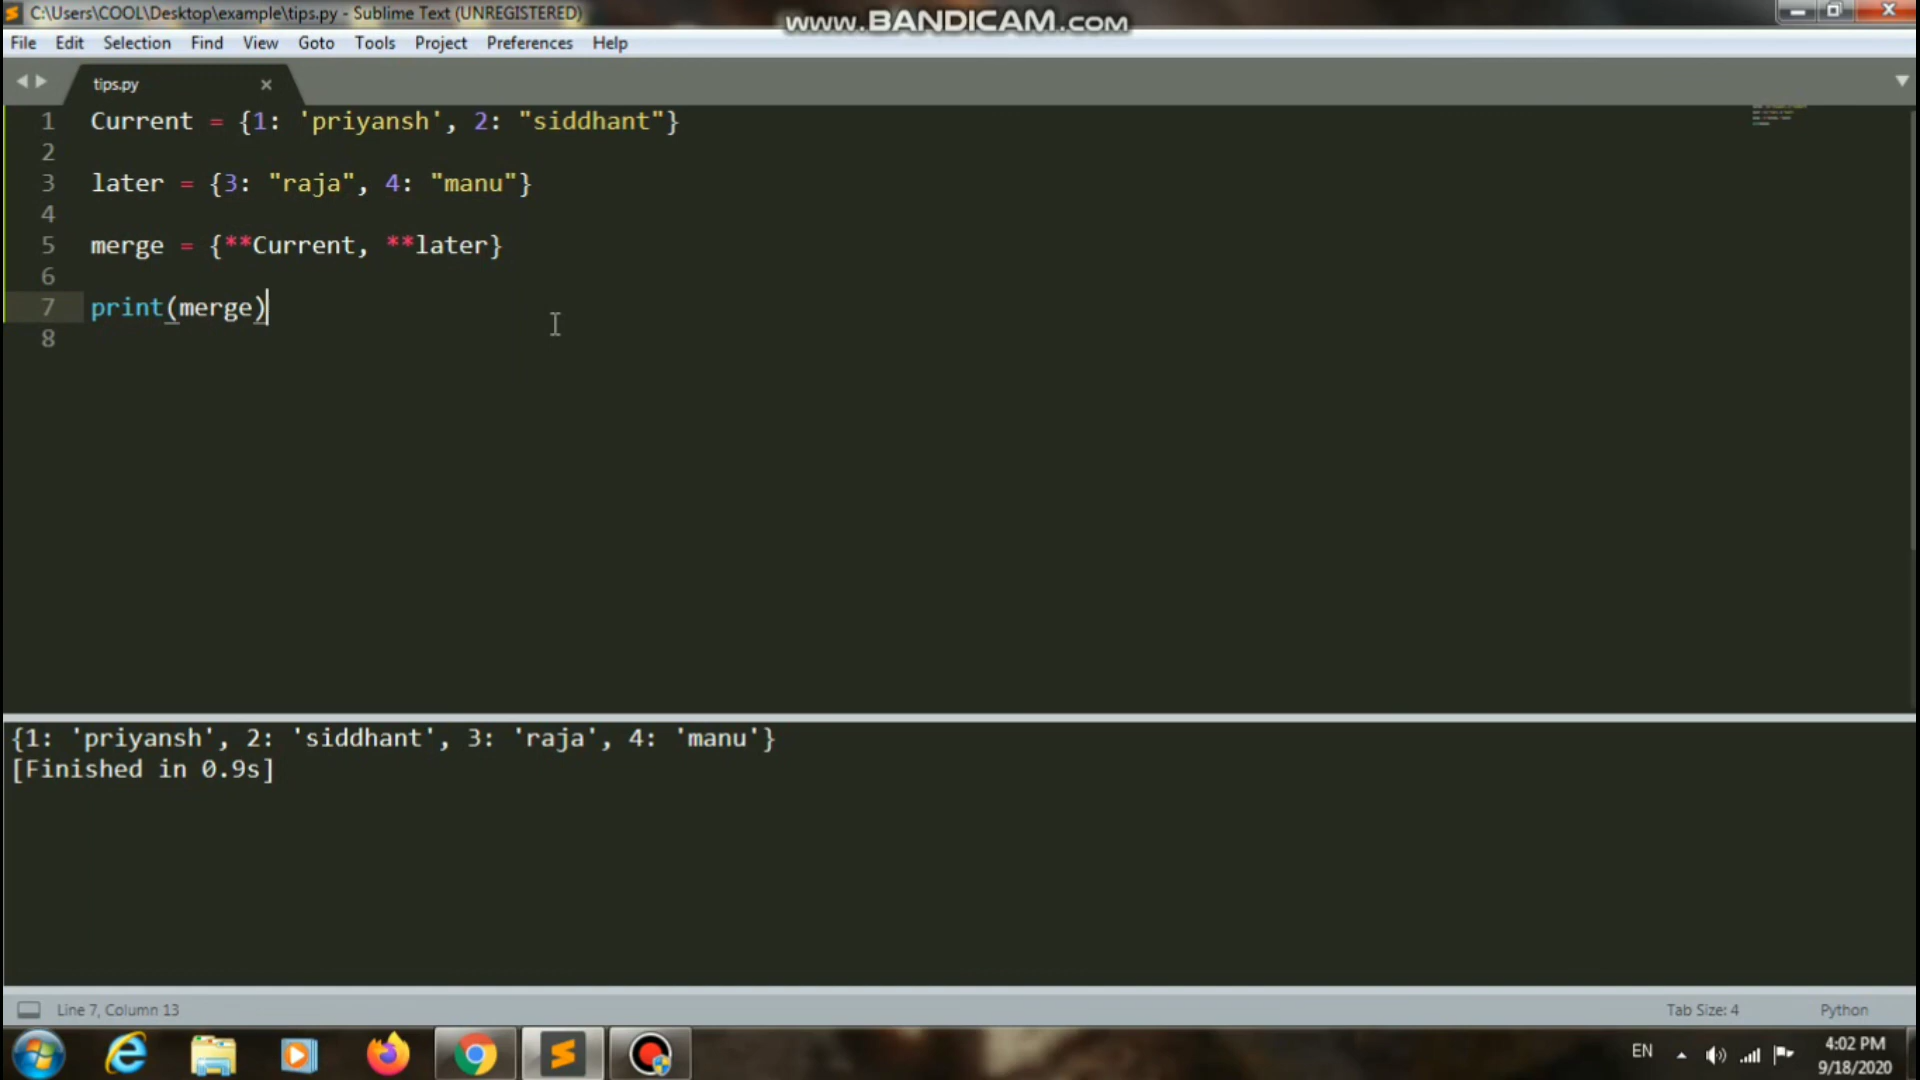 C:\Users\COOL\Desktop\example\tips.py - Sublime Text (UNREGISTERED)
www.BANDICAM.com
File Edit Selection Find View Goto Tools Project Preferences Help
tips.py
1 Current = {1: 'priyansh', 2: "siddhant"}
2
3 later = {3: "raja", 4: "manu"}
4
5 merge = {**Current, **later}
6
7 print(merge)
8
{1: 'priyansh', 2: 'siddhant', 3: 'raja', 4: 'manu'}
[Finished in 0.9s]
Line 7, Column 13
Tab Size: 4
Python
EN
4:02 PM
9/18/2020